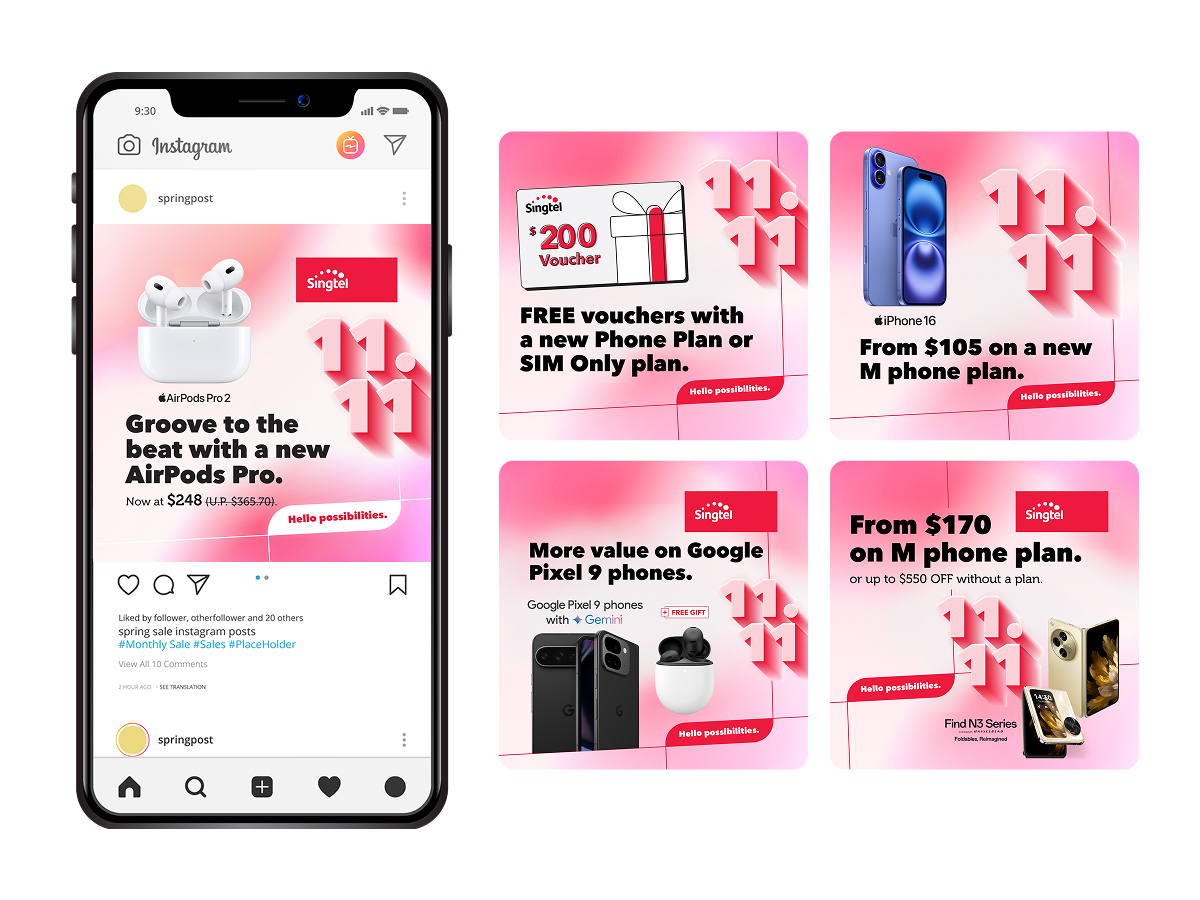 9:30
Instagram
springpost
Singtel
11.
11
AirPods Pro 2
Groove to the
beat with a new
AirPods Pro.
Now at $248 (U.P. $365.70).
Hello possibilities.
Liked by follower, otherfollower and 20 others
spring sale instagram posts
#Monthly Sale #Sales #PlaceHolder
View All 10 Comments
2 HOUR AGO • SEE TRANSLATION
springpost
Singtel
$200
Voucher
11.
11
FREE vouchers with
a new Phone Plan or
SIM Only plan.
Hello possibilities.
11.
11
iPhone 16
From $105 on a new
M phone plan.
Hello possibilities.
Singtel
More value on Google
Pixel 9 phones.
Google Pixel 9 phones
with Gemini
+ FREE GIFT
11.
11
G
G
Hello possibilities.
Singtel
From $170
on M phone plan.
or up to $550 OFF without a plan.
11.
11
Hello possibilities.
14:30
Find N3 Series
HASSELBLAD
Foldables, Reimagined